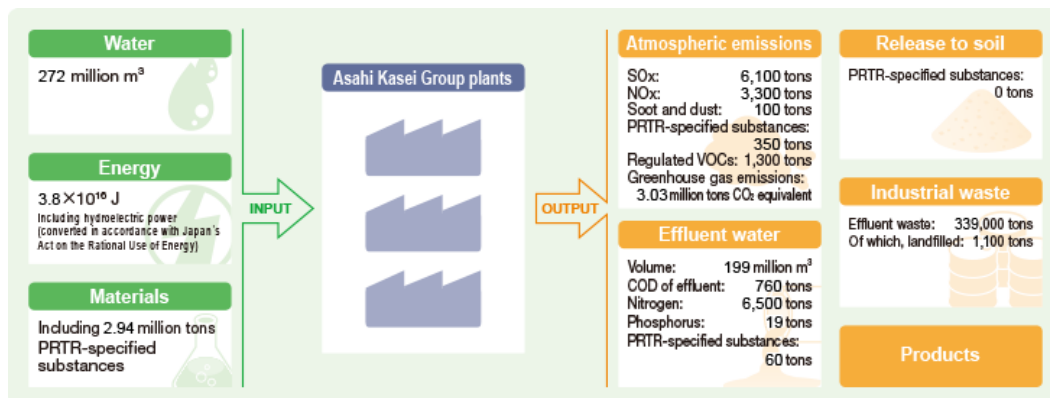 Water
272 million m³
Energy
3.8×10¹⁶ J
Including hydroelectric power
(converted in accordance with Japan's
Act on the Rational Use of Energy)
Materials
Including 2.94 million tons
PRTR-specified
substances
INPUT
Asahi Kasei Group plants
OUTPUT
Atmospheric emissions
SOx: 6,100 tons
NOx: 3,300 tons
Soot and dust: 100 tons
PRTR-specified substances:
350 tons
Regulated VOCs: 1,300 tons
Greenhouse gas emissions:
3.03 million tons CO₂ equivalent
Effluent water
Volume: 199 million m³
COD of effluent: 760 tons
Nitrogen: 6,500 tons
Phosphorus: 19 tons
PRTR-specified substances:
60 tons
Release to soil
PRTR-specified substances:
0 tons
Industrial waste
Effluent waste: 339,000 tons
Of which, landfilled: 1,100 tons
Products